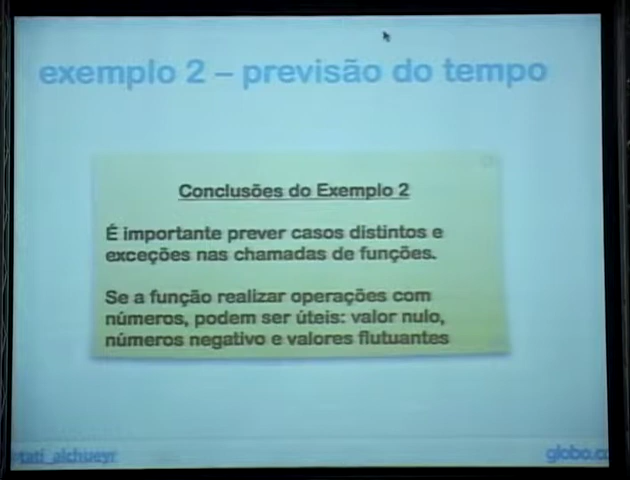 exemplo 2 – previsão do tempo
Conclusões do Exemplo 2
É importante prever casos distintos e
exceções nas chamadas de funções.
Se a função realizar operações com
números, podem ser úteis: valor nulo,
números negativo e valores flutuantes
tati_alchueyr
globo.co